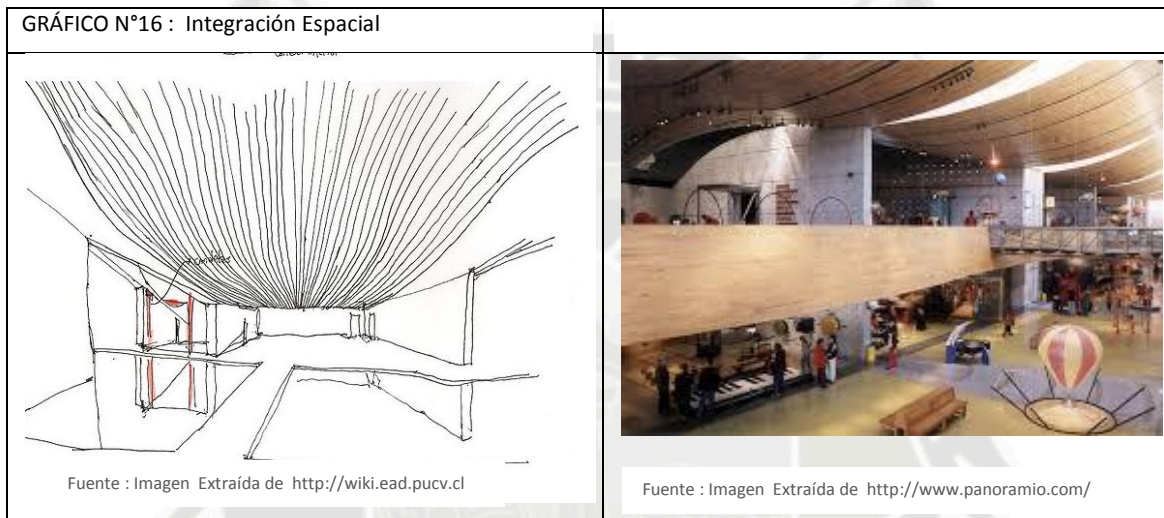 GRÁFICO N°16 : Integración Espacial
Fuente : Imagen Extraída de http://wiki.ead.pucv.cl
Fuente : Imagen Extraída de http://www.panoramio.com/